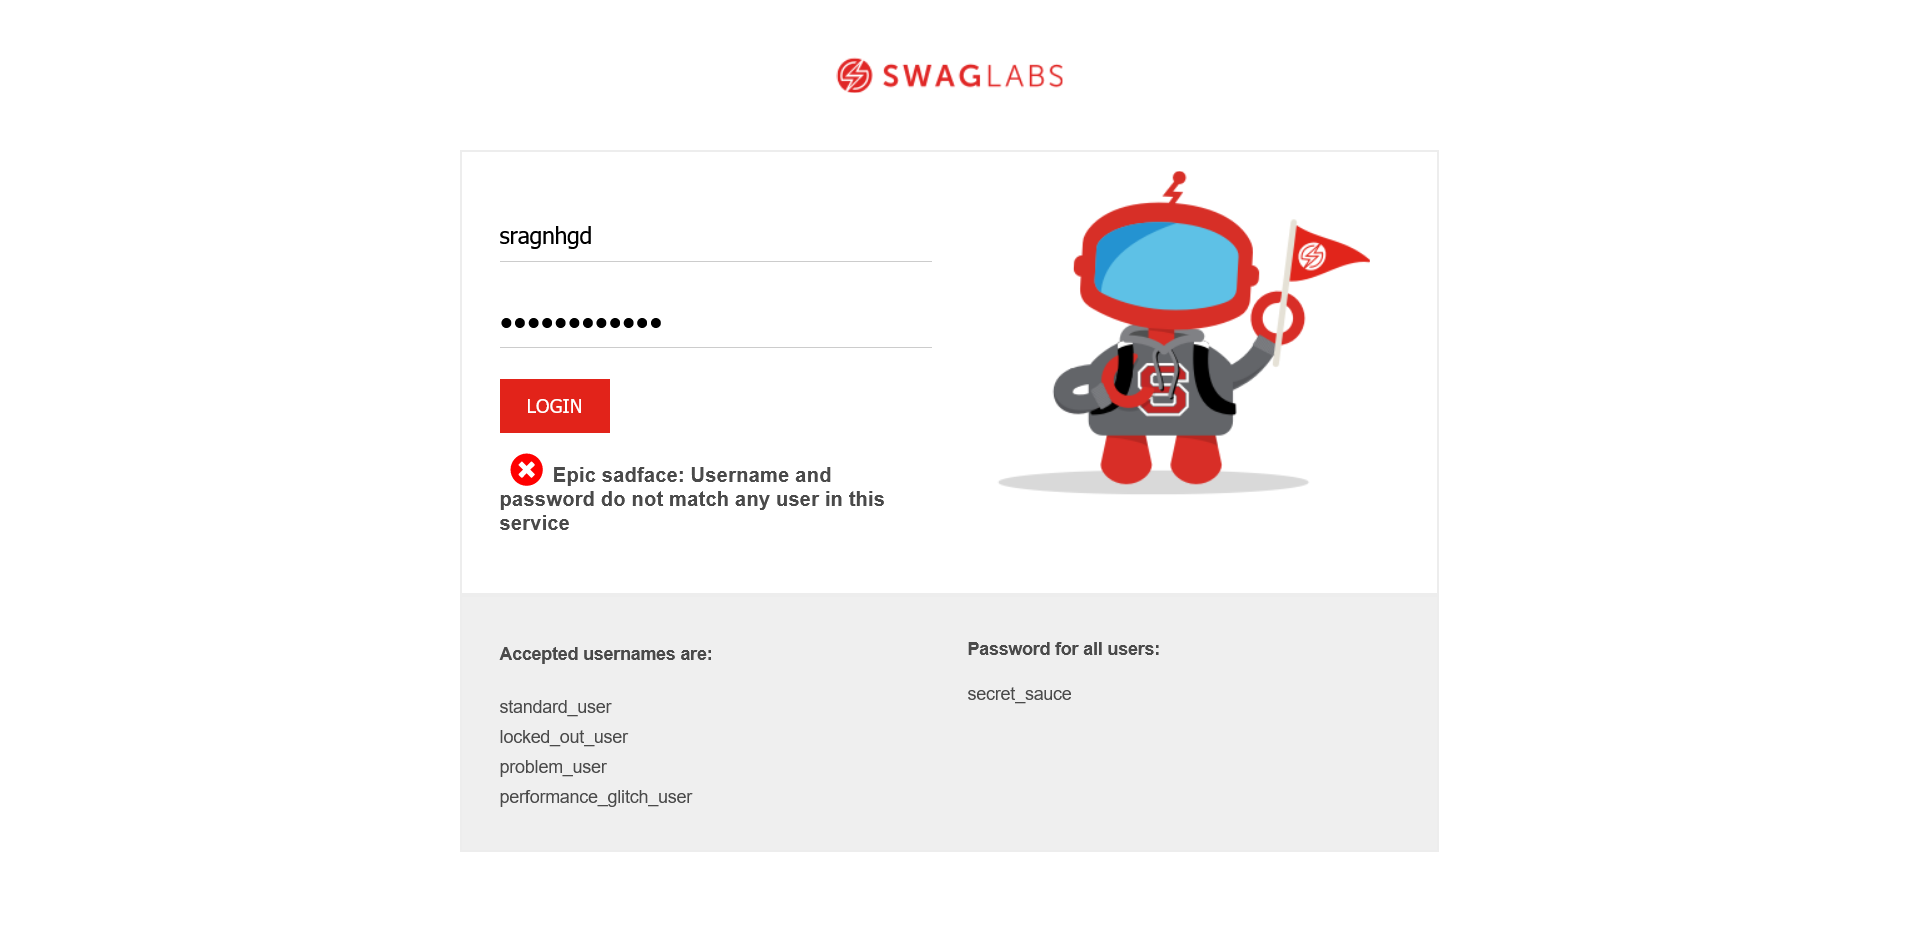 SWAGLABS
sragnhgd
••••••••••••
LOGIN
Epic sadface: Username and
password do not match any user in this
service
S
Accepted usernames are:
standard_user
locked_out_user
problem_user
performance_glitch_user
Password for all users:
secret_sauce